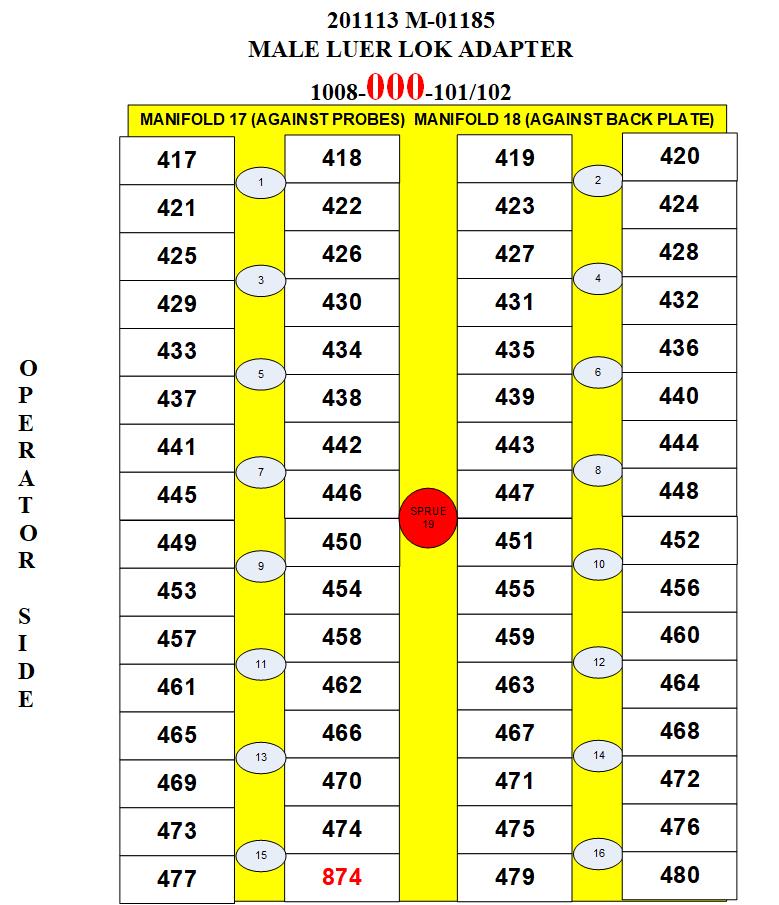 201113 M-01185
MALE LUER LOK ADAPTER
1008-000-101/102
MANIFOLD 17 (AGAINST PROBES) MANIFOLD 18 (AGAINST BACK PLATE)
417 418 419 420
1 2
421 422 423 424
425 426 427 428
3 4
429 430 431 432
433 434 435 436
5 6
437 438 439 440
441 442 443 444
7 8
445 446 447 448
SPRUE
19
449 450 451 452
9 10
453 454 455 456
457 458 459 460
11 12
461 462 463 464
465 466 467 468
13 14
469 470 471 472
473 474 475 476
15 16
477 874 479 480
OPERATOR SIDE